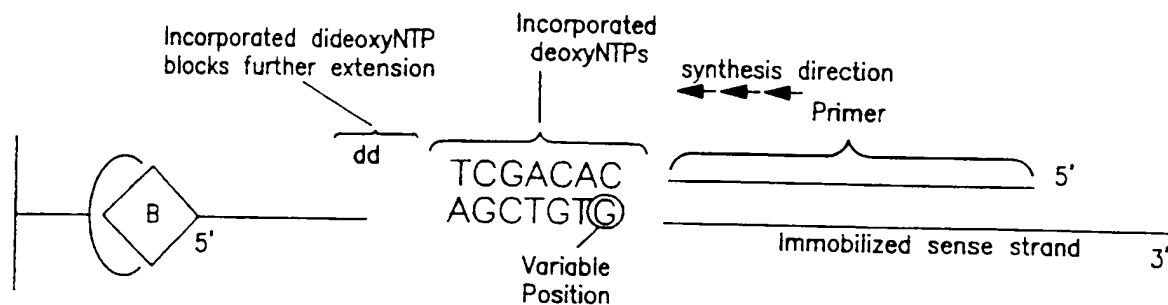 Incorporated dideoxyNTP
blocks further extension
Incorporated
deoxyNTPs
synthesis direction
Primer
dd
TCGACAC
5'
B
AGCTGTG
5'
Immobilized sense strand
3'
Variable
Position